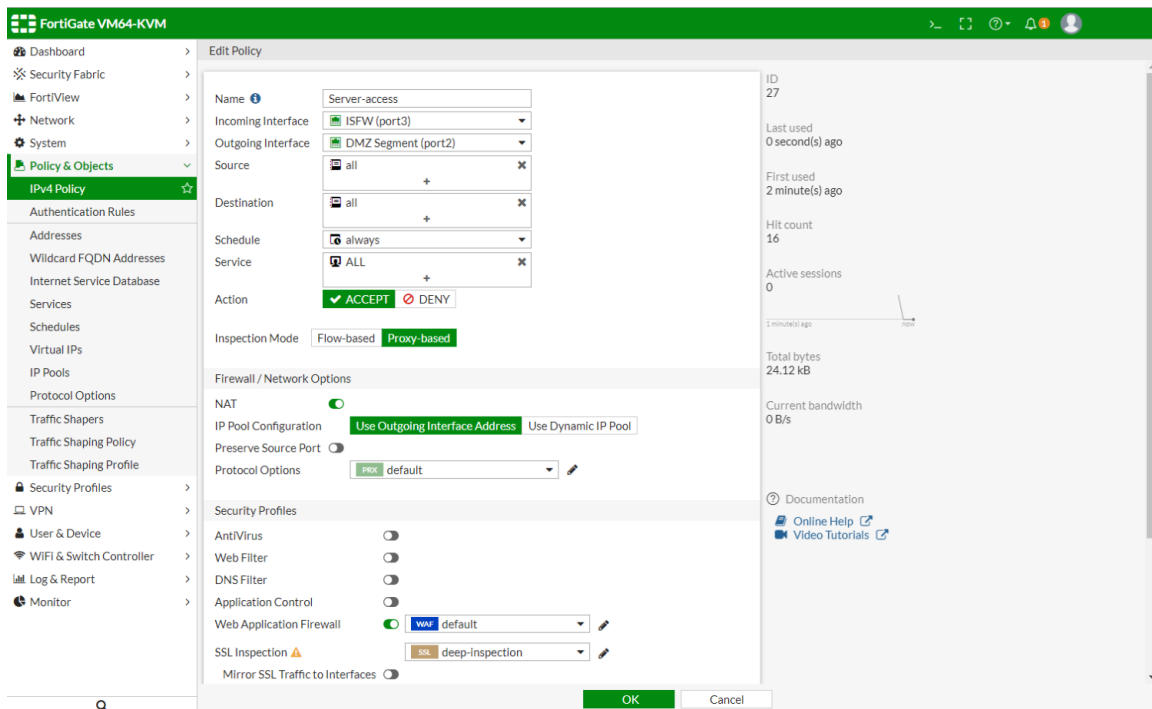 FortiGate VM64-KVM
>_
1
Dashboard
Security Fabric
FortiView
Network
System
Policy & Objects
IPv4 Policy
Authentication Rules
Addresses
Wildcard FQDN Addresses
Internet Service Database
Services
Schedules
Virtual IPs
IP Pools
Protocol Options
Traffic Shapers
Traffic Shaping Policy
Traffic Shaping Profile
Security Profiles
VPN
User & Device
WiFi & Switch Controller
Log & Report
Monitor
Edit Policy
Name Server-access
Incoming Interface ISFW (port3)
Outgoing Interface DMZ Segment (port2)
Source all
+
Destination all
+
Schedule always
Service ALL
+
Action ACCEPT DENY
Inspection Mode Flow-based Proxy-based
Firewall / Network Options
NAT
IP Pool Configuration Use Outgoing Interface Address Use Dynamic IP Pool
Preserve Source Port
Protocol Options PRX default
Security Profiles
AntiVirus
Web Filter
DNS Filter
Application Control
Web Application Firewall WAF default
SSL Inspection SSL deep-inspection
Mirror SSL Traffic to Interfaces
OK Cancel
ID
27
Last used
0 second(s) ago
First used
2 minute(s) ago
Hit count
16
Active sessions
0
1 minute(s) ago now
Total bytes
24.12 kB
Current bandwidth
0 B/s
Documentation
Online Help
Video Tutorials